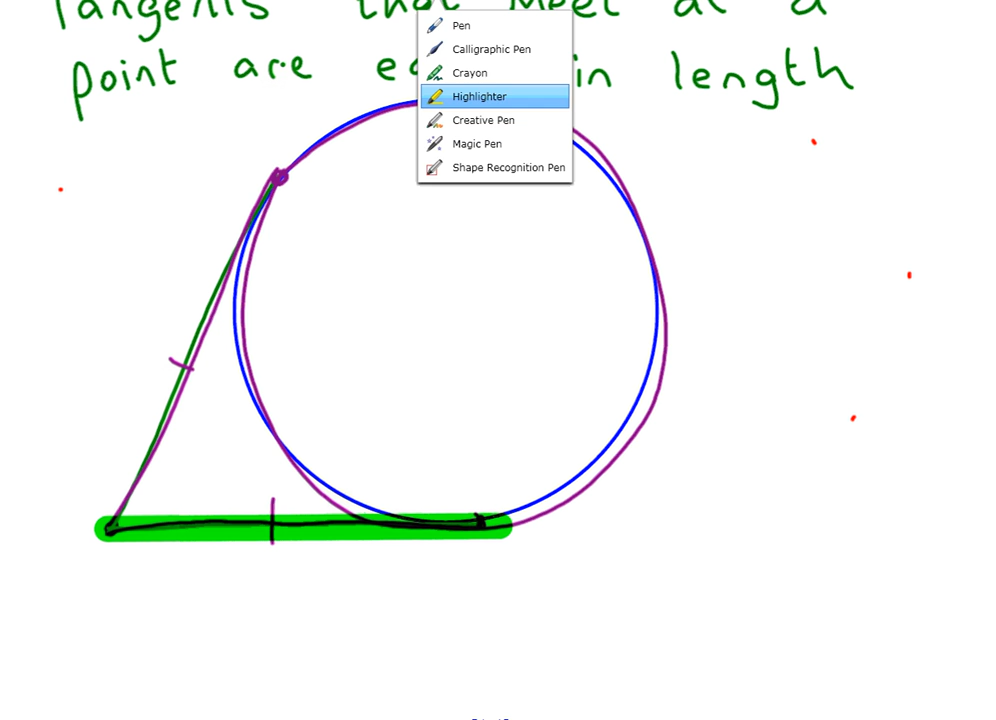 Tangents that meet at a
point are in length
Pen
Calligraphic Pen
Crayon
Highlighter
Creative Pen
Magic Pen
Shape Recognition Pen